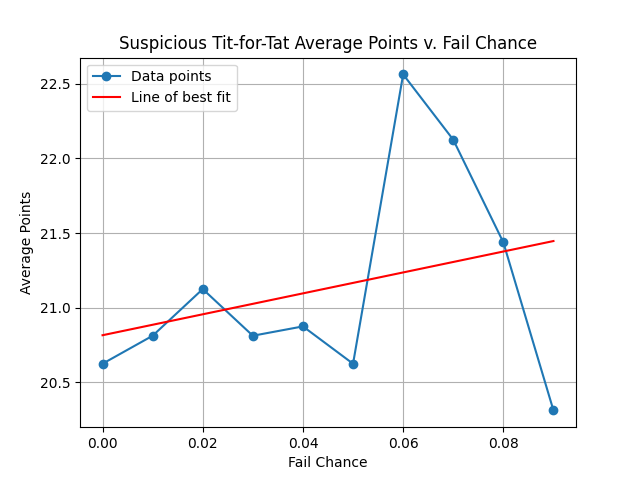 Suspicious Tit-for-Tat Average Points v. Fail Chance
Data points
Line of best fit
22.5
22.0
21.5
21.0
20.5
Average Points
0.00 0.02 0.04 0.06 0.08
Fail Chance